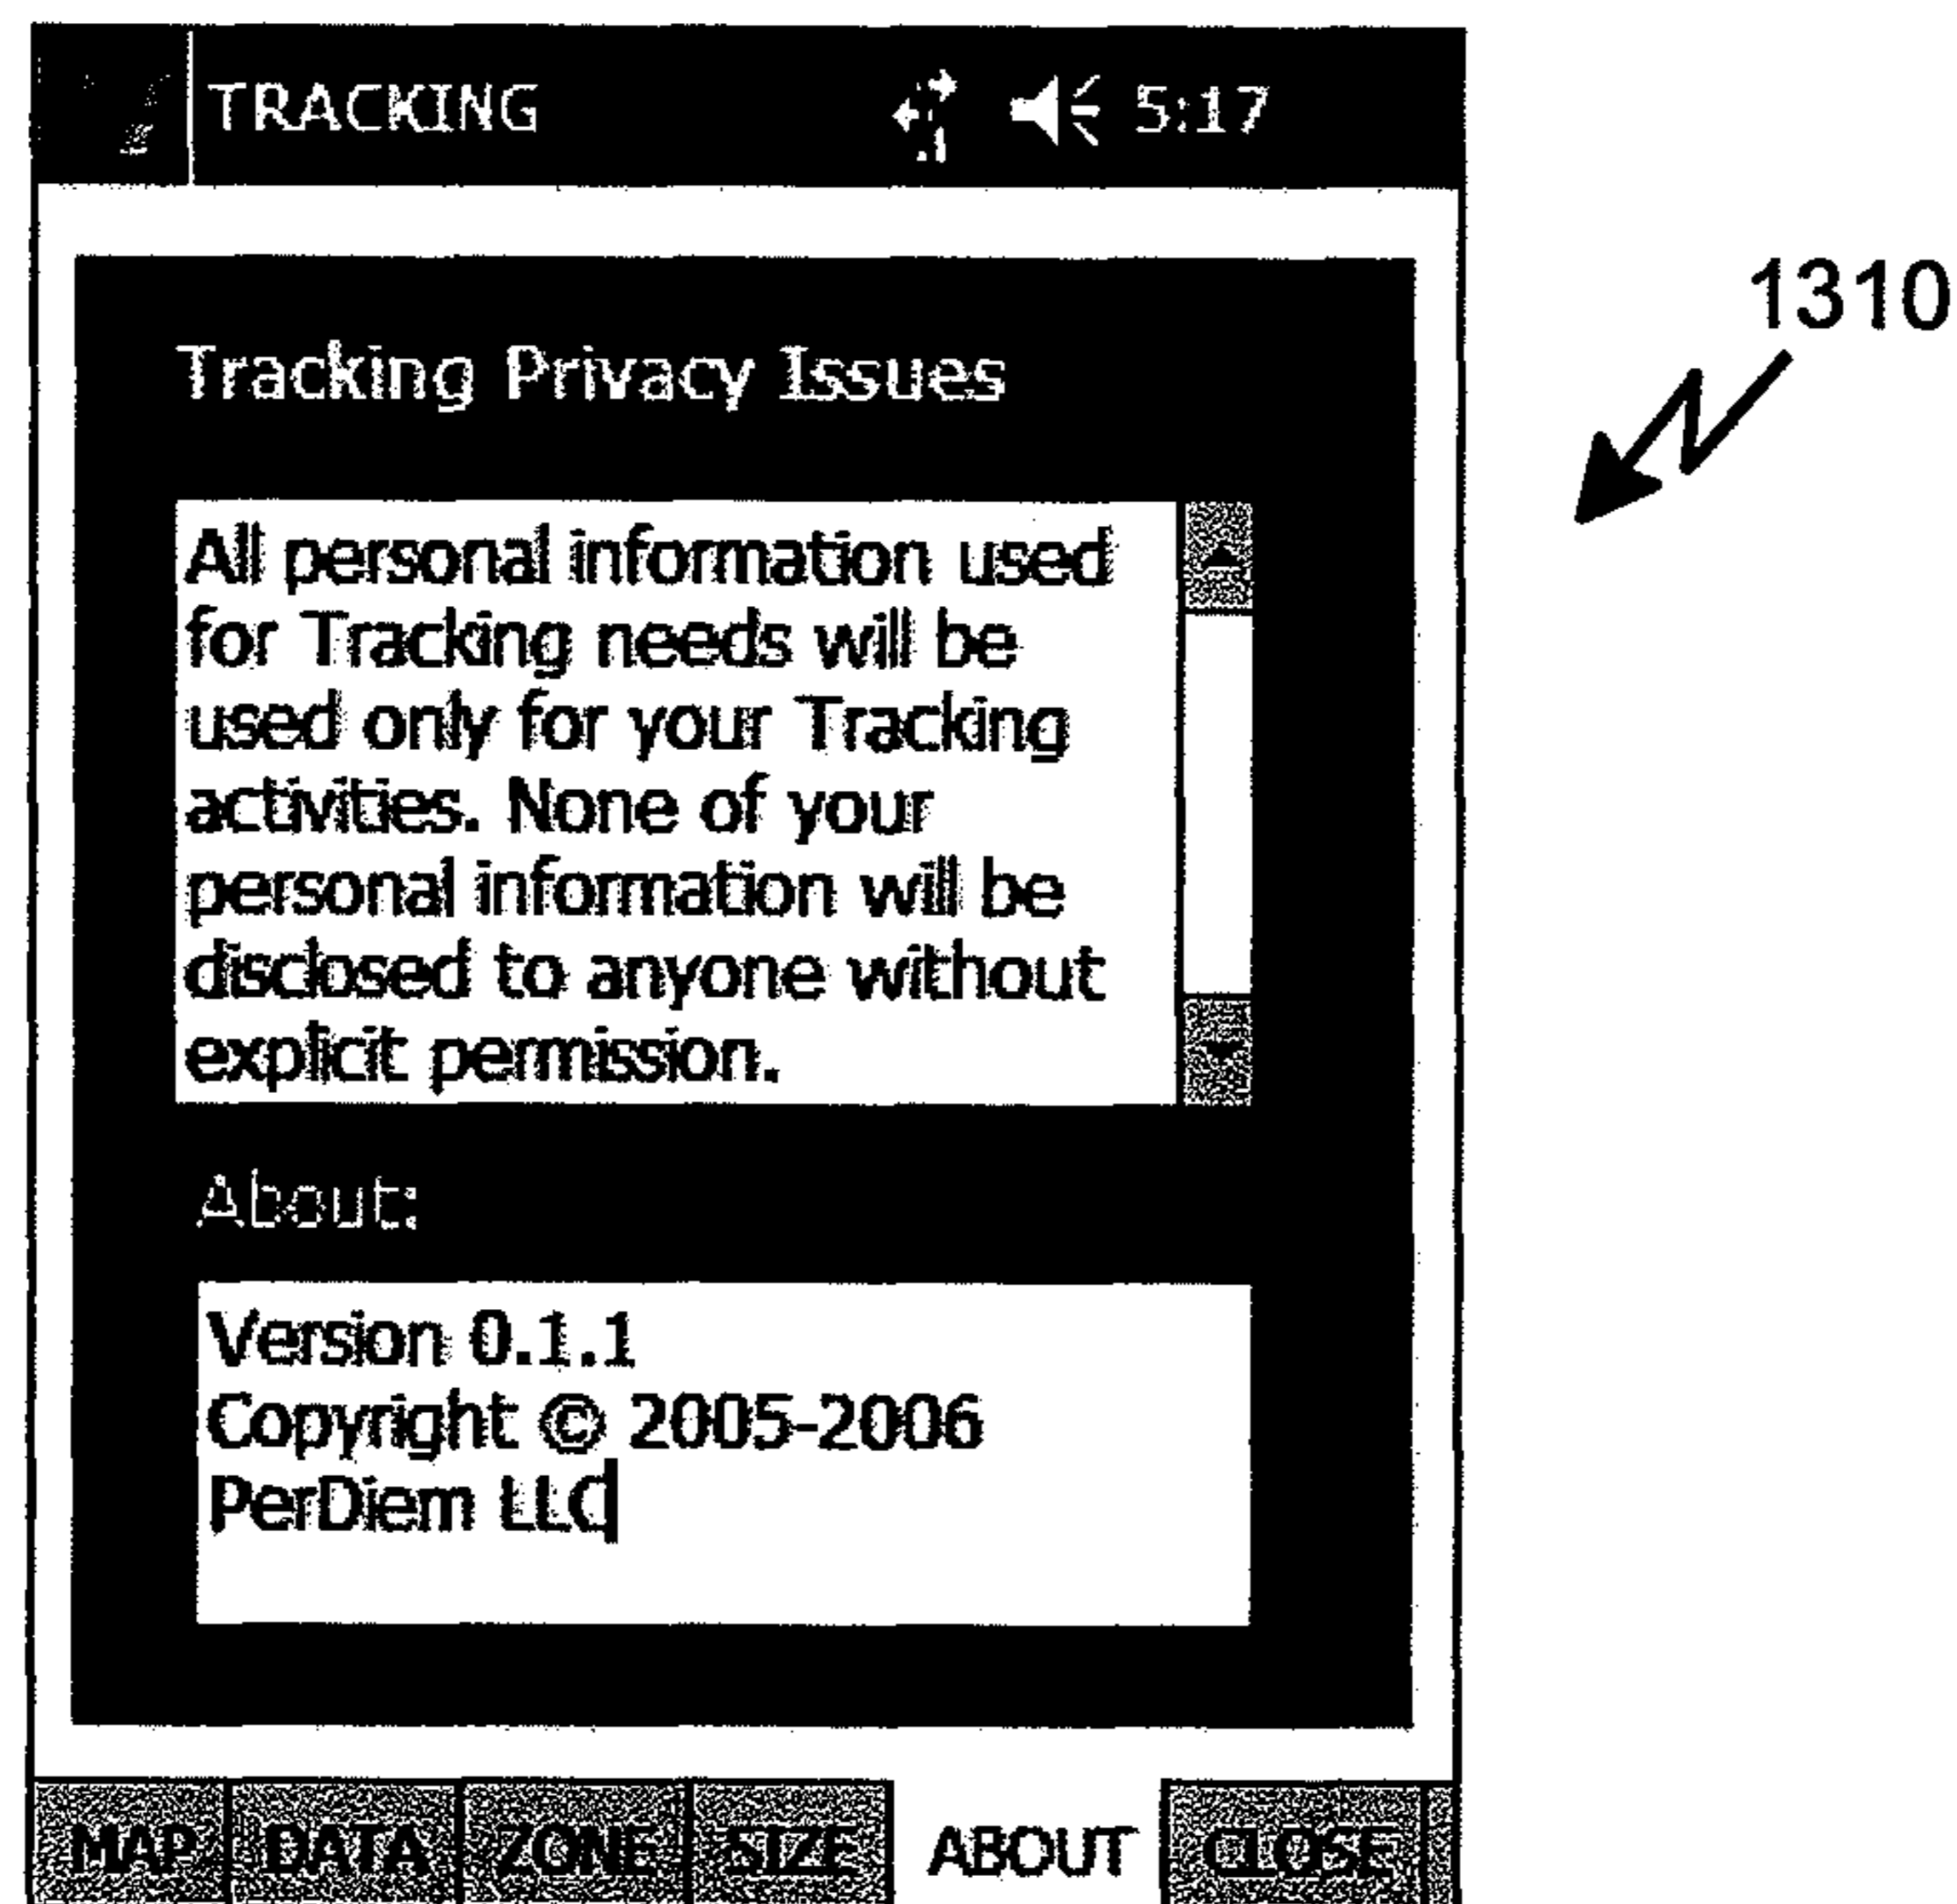 TRACKING 5:17
1310
Tracking Privacy Issues
All personal information used
for Tracking needs will be
used only for your Tracking
activities. None of your
personal information will be
disclosed to anyone without
explicit permission.
About:
Version 0.1.1
Copyright © 2005-2006
PerDiem LLC
MAP DATA ZONE SIZE ABOUT CLOSE